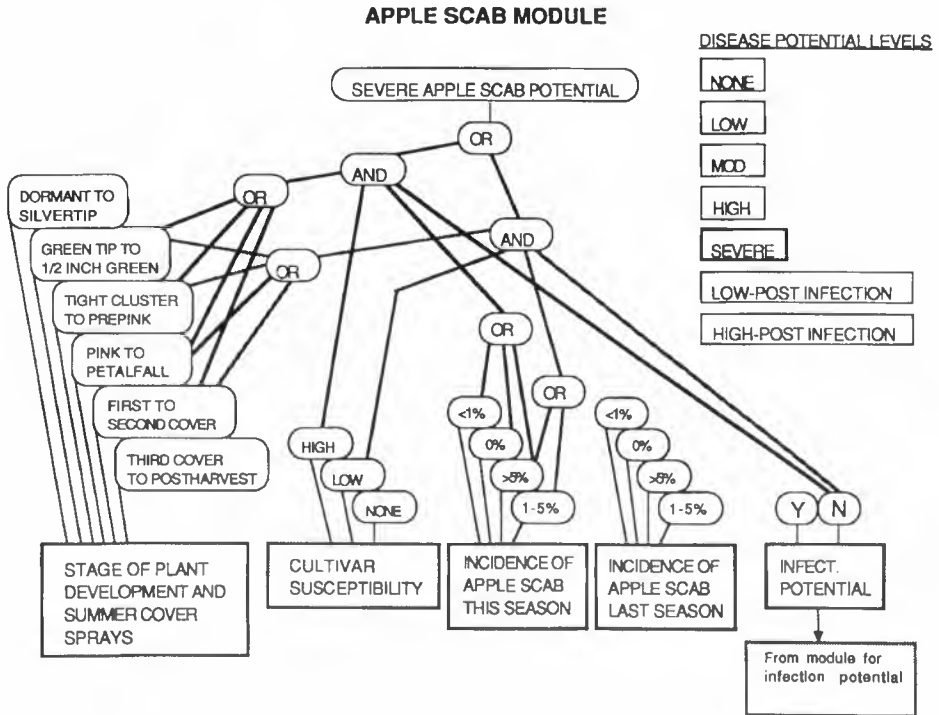 APPLE SCAB MODULE
DISEASE POTENTIAL LEVELS
NONE
LOW
MOD
HIGH
SEVERE
LOW-POST INFECTION
HIGH-POST INFECTION
SEVERE APPLE SCAB POTENTIAL
OR
AND
OR
AND
OR
OR
OR
DORMANT TO
SILVERTIP
GREEN TIP TO
1/2 INCH GREEN
TIGHT CLUSTER
TO PREPINK
PINK TO
PETALFALL
FIRST TO
SECOND COVER
THIRD COVER
TO POSTHARVEST
HIGH
LOW
NONE
<1%
0%
>5%
1-5%
<1%
0%
>5%
1-5%
Y
N
STAGE OF PLANT
DEVELOPMENT AND
SUMMER COVER
SPRAYS
CULTIVAR
SUSCEPTIBILITY
INCIDENCE OF
APPLE SCAB
THIS SEASON
INCIDENCE OF
APPLE SCAB
LAST SEASON
INFECT.
POTENTIAL
From module for
infection potential